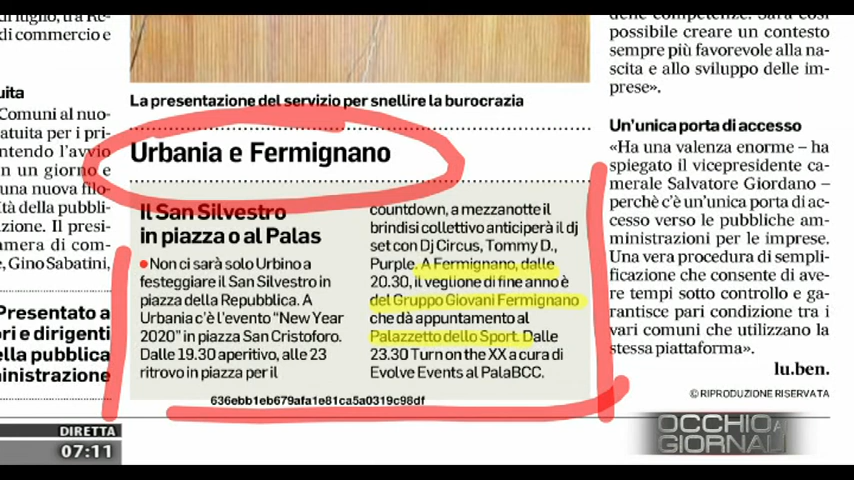 di luglio, tra Re-
di commercio e
uita
Comuni al nuo-
atuita per i pri-
ntendo l'avvio
in un giorno e
una nuova filo-
ità della pubbli-
ione. Il presi-
amera di com-
e, Gino Sabatini,
Presentato a
ri e dirigenti
ella pubblica
inistrazione
La presentazione del servizio per snellire la burocrazia
Urbania e Fermignano
Il San Silvestro
in piazza o al Palas
Non ci sarà solo Urbino a
festeggiare il San Silvestro in
piazza della Repubblica. A
Urbania c'è l'evento "New Year
2020" in piazza San Cristoforo.
Dalle 19.30 aperitivo, alle 23
ritrovo in piazza per il
countdown, a mezzanotte il
brindisi collettivo anticiperà il dj
set con Dj Circus, Tommy D.,
Purple. A Fermignano, dalle
20.30, il veglione di fine anno è
del Gruppo Giovani Fermignano
che dà appuntamento al
Palazzetto dello Sport. Dalle
23.30 Turn on the XX a cura di
Evolve Events al PalaBCC.
636ebb1eb679afa1e81ca5a0319c98df
delle competenze. Sarà così
possibile creare un contesto
sempre più favorevole alla na-
scita e allo sviluppo delle im-
prese».
Un'unica porta di accesso
«Ha una valenza enorme – ha
spiegato il vicepresidente ca-
merale Salvatore Giordano –
perchè c'è un'unica porta di ac-
cesso verso le pubbliche am-
ministrazioni per le imprese.
Una vera procedura di sempli-
ficazione che consente di ave-
re tempi sotto controllo e ga-
rantisce pari condizione tra i
vari comuni che utilizzano la
stessa piattaforma».
lu.ben.
© RIPRODUZIONE RISERVATA
DIRETTA
07:11
OCCHIO AI
GIORNALI